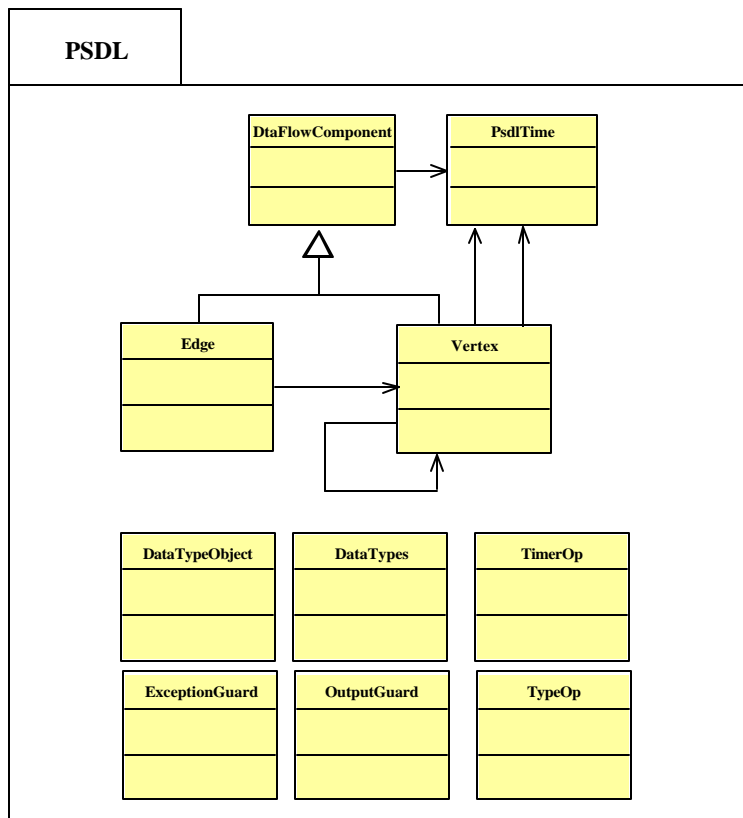 PSDL
DtaFlowComponent
PsdlTime
Edge
Vertex
DataTypeObject
DataTypes
TimerOp
ExceptionGuard
OutputGuard
TypeOp